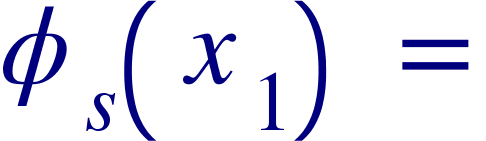 ϕ_s(x_1) =